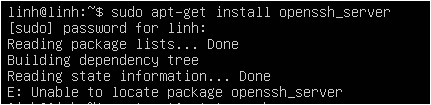 linh@linh:~$ sudo apt-get install openssh_server
[sudo] password for linh:
Reading package lists... Done
Building dependency tree
Reading state information... Done
E: Unable to locate package openssh_server